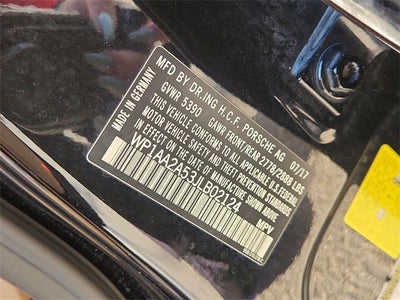 MFD BY DR.ING H.C.F. PORSCHE AG 07/17
GVWR 5390 GAWR FRONT/REAR 2778/2888 LBS
THIS VEHICLE CONFORMS TO ALL APPLICABLE U.S.FEDERAL
MOTOR VEHICLE SAFETY AND THEFT PREVENTION STANDARDS
IN EFFECT ON THE DATE OF MANUFACTURE SHOWN ABOVE
WP1AA2A53JLB02124 MPV
MADE IN GERMANY